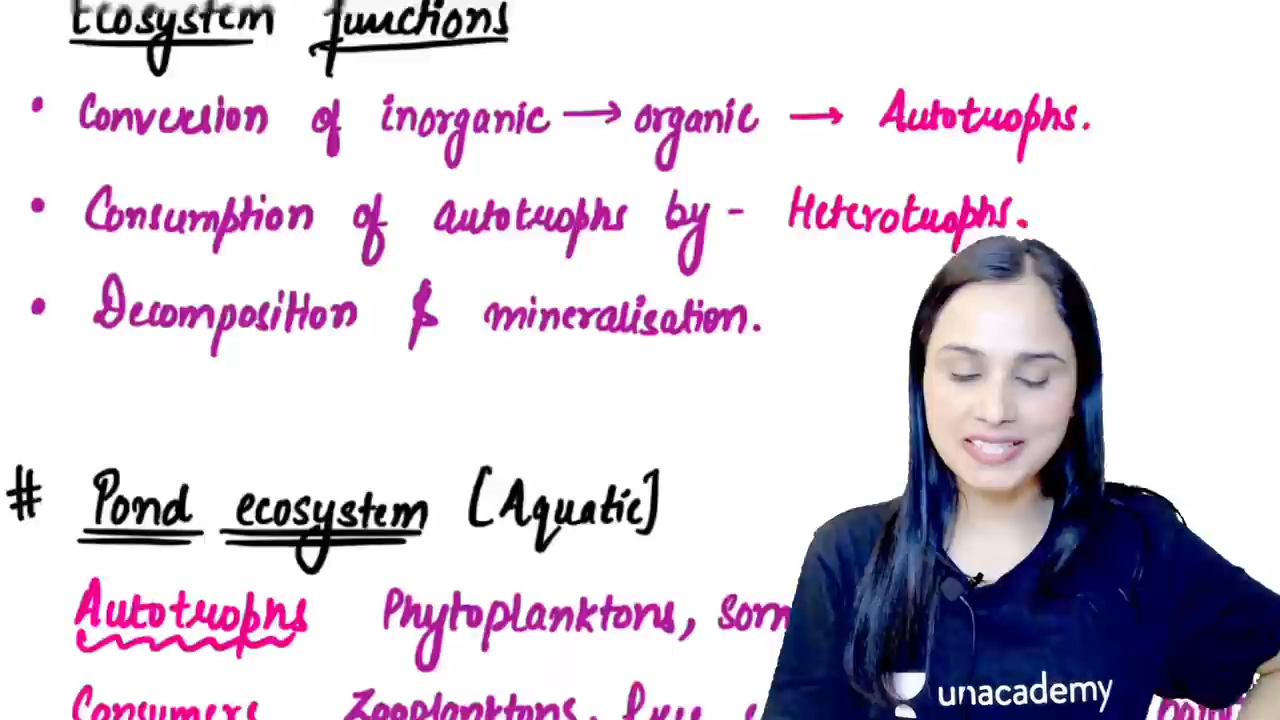 Ecosystem functions
• Conversion of inorganic → organic → Autotrophs.
• Consumption of autotrophs by - Heterotrophs.
• Decomposition & mineralisation.
# Pond ecosystem [Aquatic]
Autotrophs Phytoplanktons,
Consumers Zooplanktons, free
unacademy